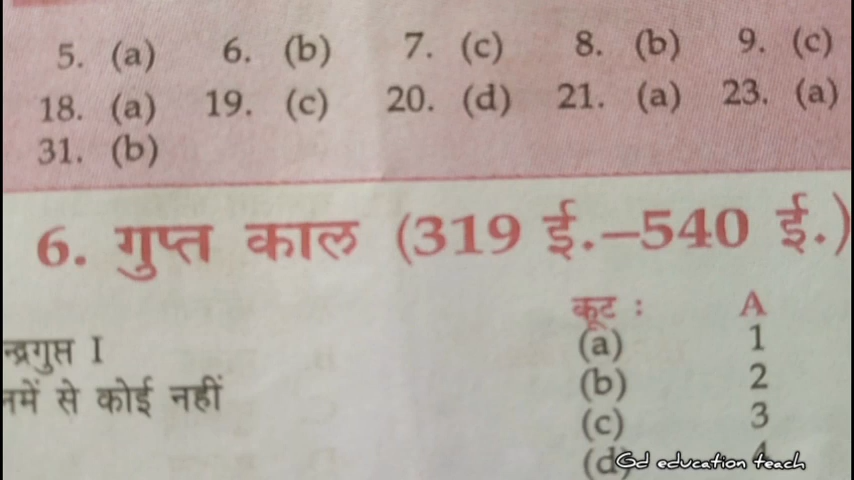 5. (a) 6. (b) 7. (c) 8. (b) 9. (c)
18. (a) 19. (c) 20. (d) 21. (a) 23. (a)
31. (b)
6. गुप्त काल (319 ई.–540 ई.)
कूट : A
न्द्रगुप्त I
(a) 1
नमें से कोई नहीं
(b) 2
(c) 3
(d) 4
Gd education teach